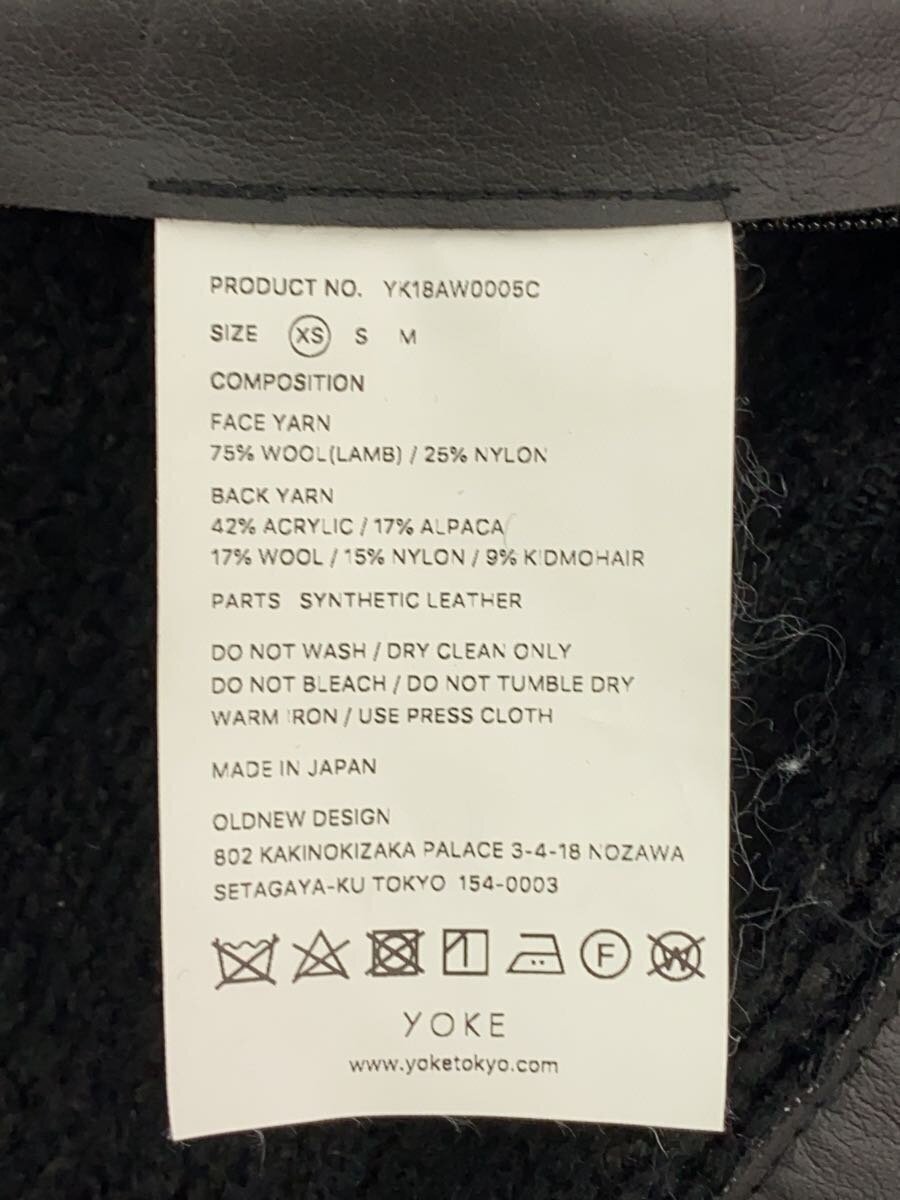 PRODUCT NO. YK18AW0005C
SIZE XS S M
COMPOSITION
FACE YARN
75% WOOL(LAMB) / 25% NYLON
BACK YARN
42% ACRYLIC / 17% ALPACA
17% WOOL / 15% NYLON / 9% KIDMOHAIR
PARTS SYNTHETIC LEATHER
DO NOT WASH / DRY CLEAN ONLY
DO NOT BLEACH / DO NOT TUMBLE DRY
WARM IRON / USE PRESS CLOTH
MADE IN JAPAN
OLDNEW DESIGN
802 KAKINOKIZAKA PALACE 3-4-18 NOZAWA
SETAGAYA-KU TOKYO 154-0003
F W
YOKE
www.yoketokyo.com